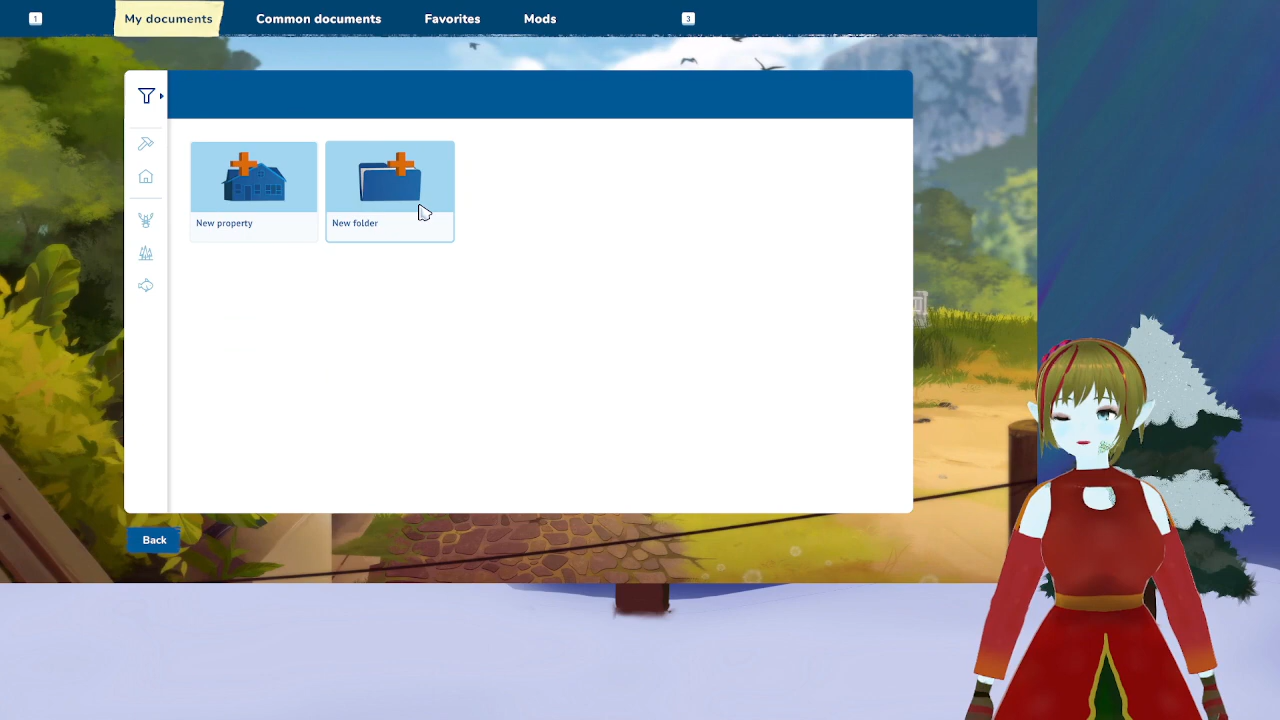 1
My documents
Common documents
Favorites
Mods
3
New property
New folder
Back